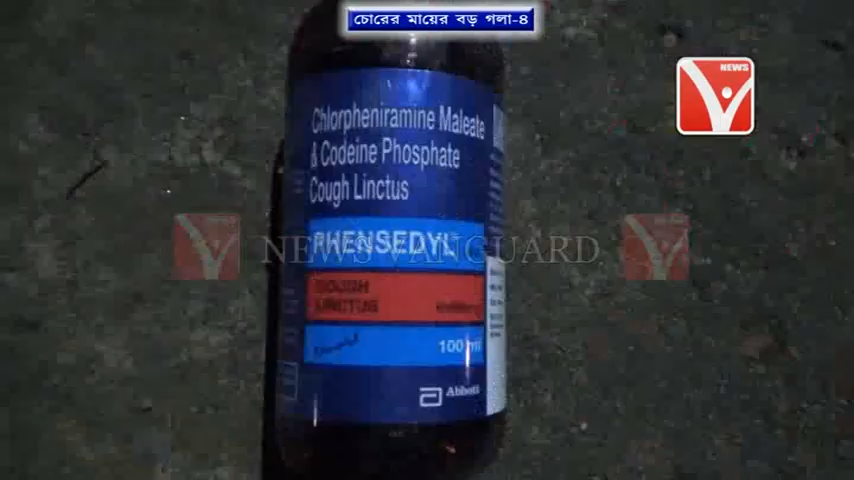 চোরের মায়ের বড় গলা-৪
NEWS
Chlorpheniramine Maleate
& Codeine Phosphate
Cough Linctus
PHENSEDYL
NEWS VANGUARD
COUGH
LINCTUS
100 ml
Abbott